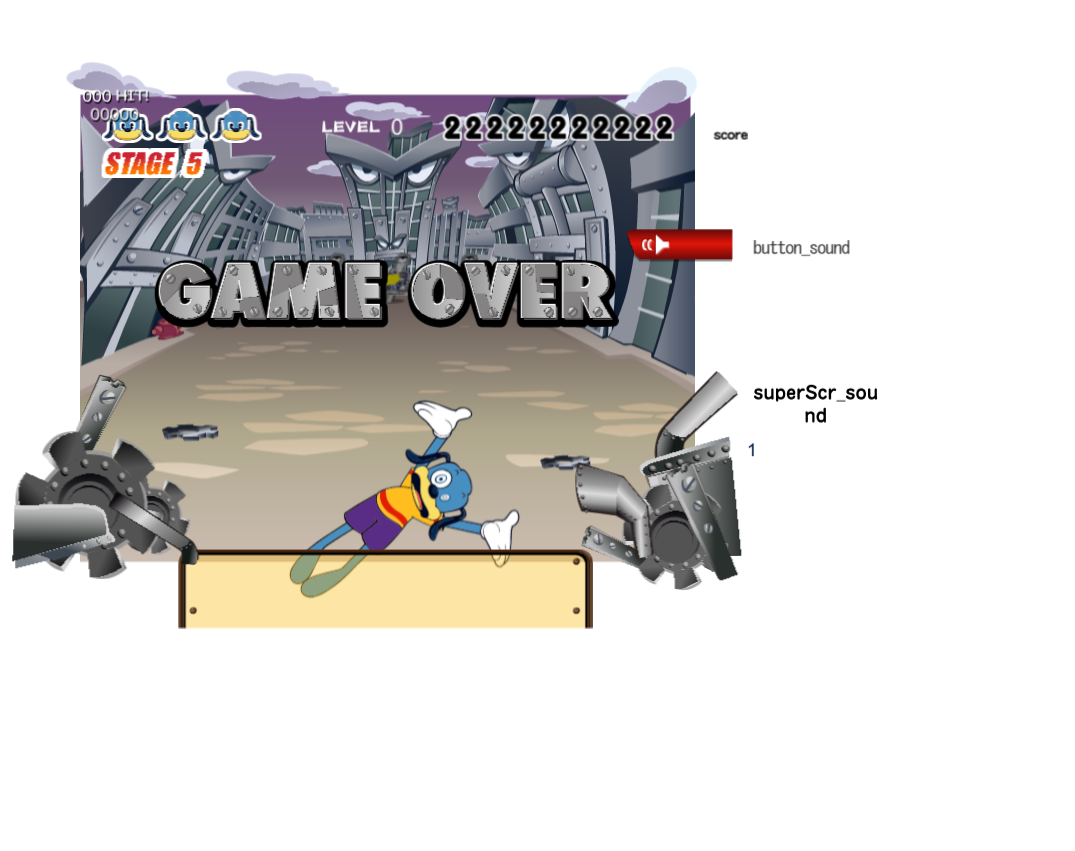 000 HIT!
00000
LEVEL 0
22222222222
score
STAGE 5
button_sound
GAME OVER
superScr_sou
nd
1